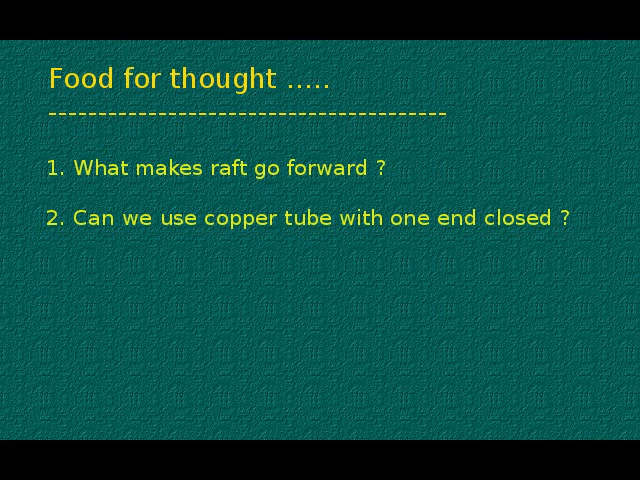 Food for thought .....
----------------------------------------
1. What makes raft go forward ?
2. Can we use copper tube with one end closed ?